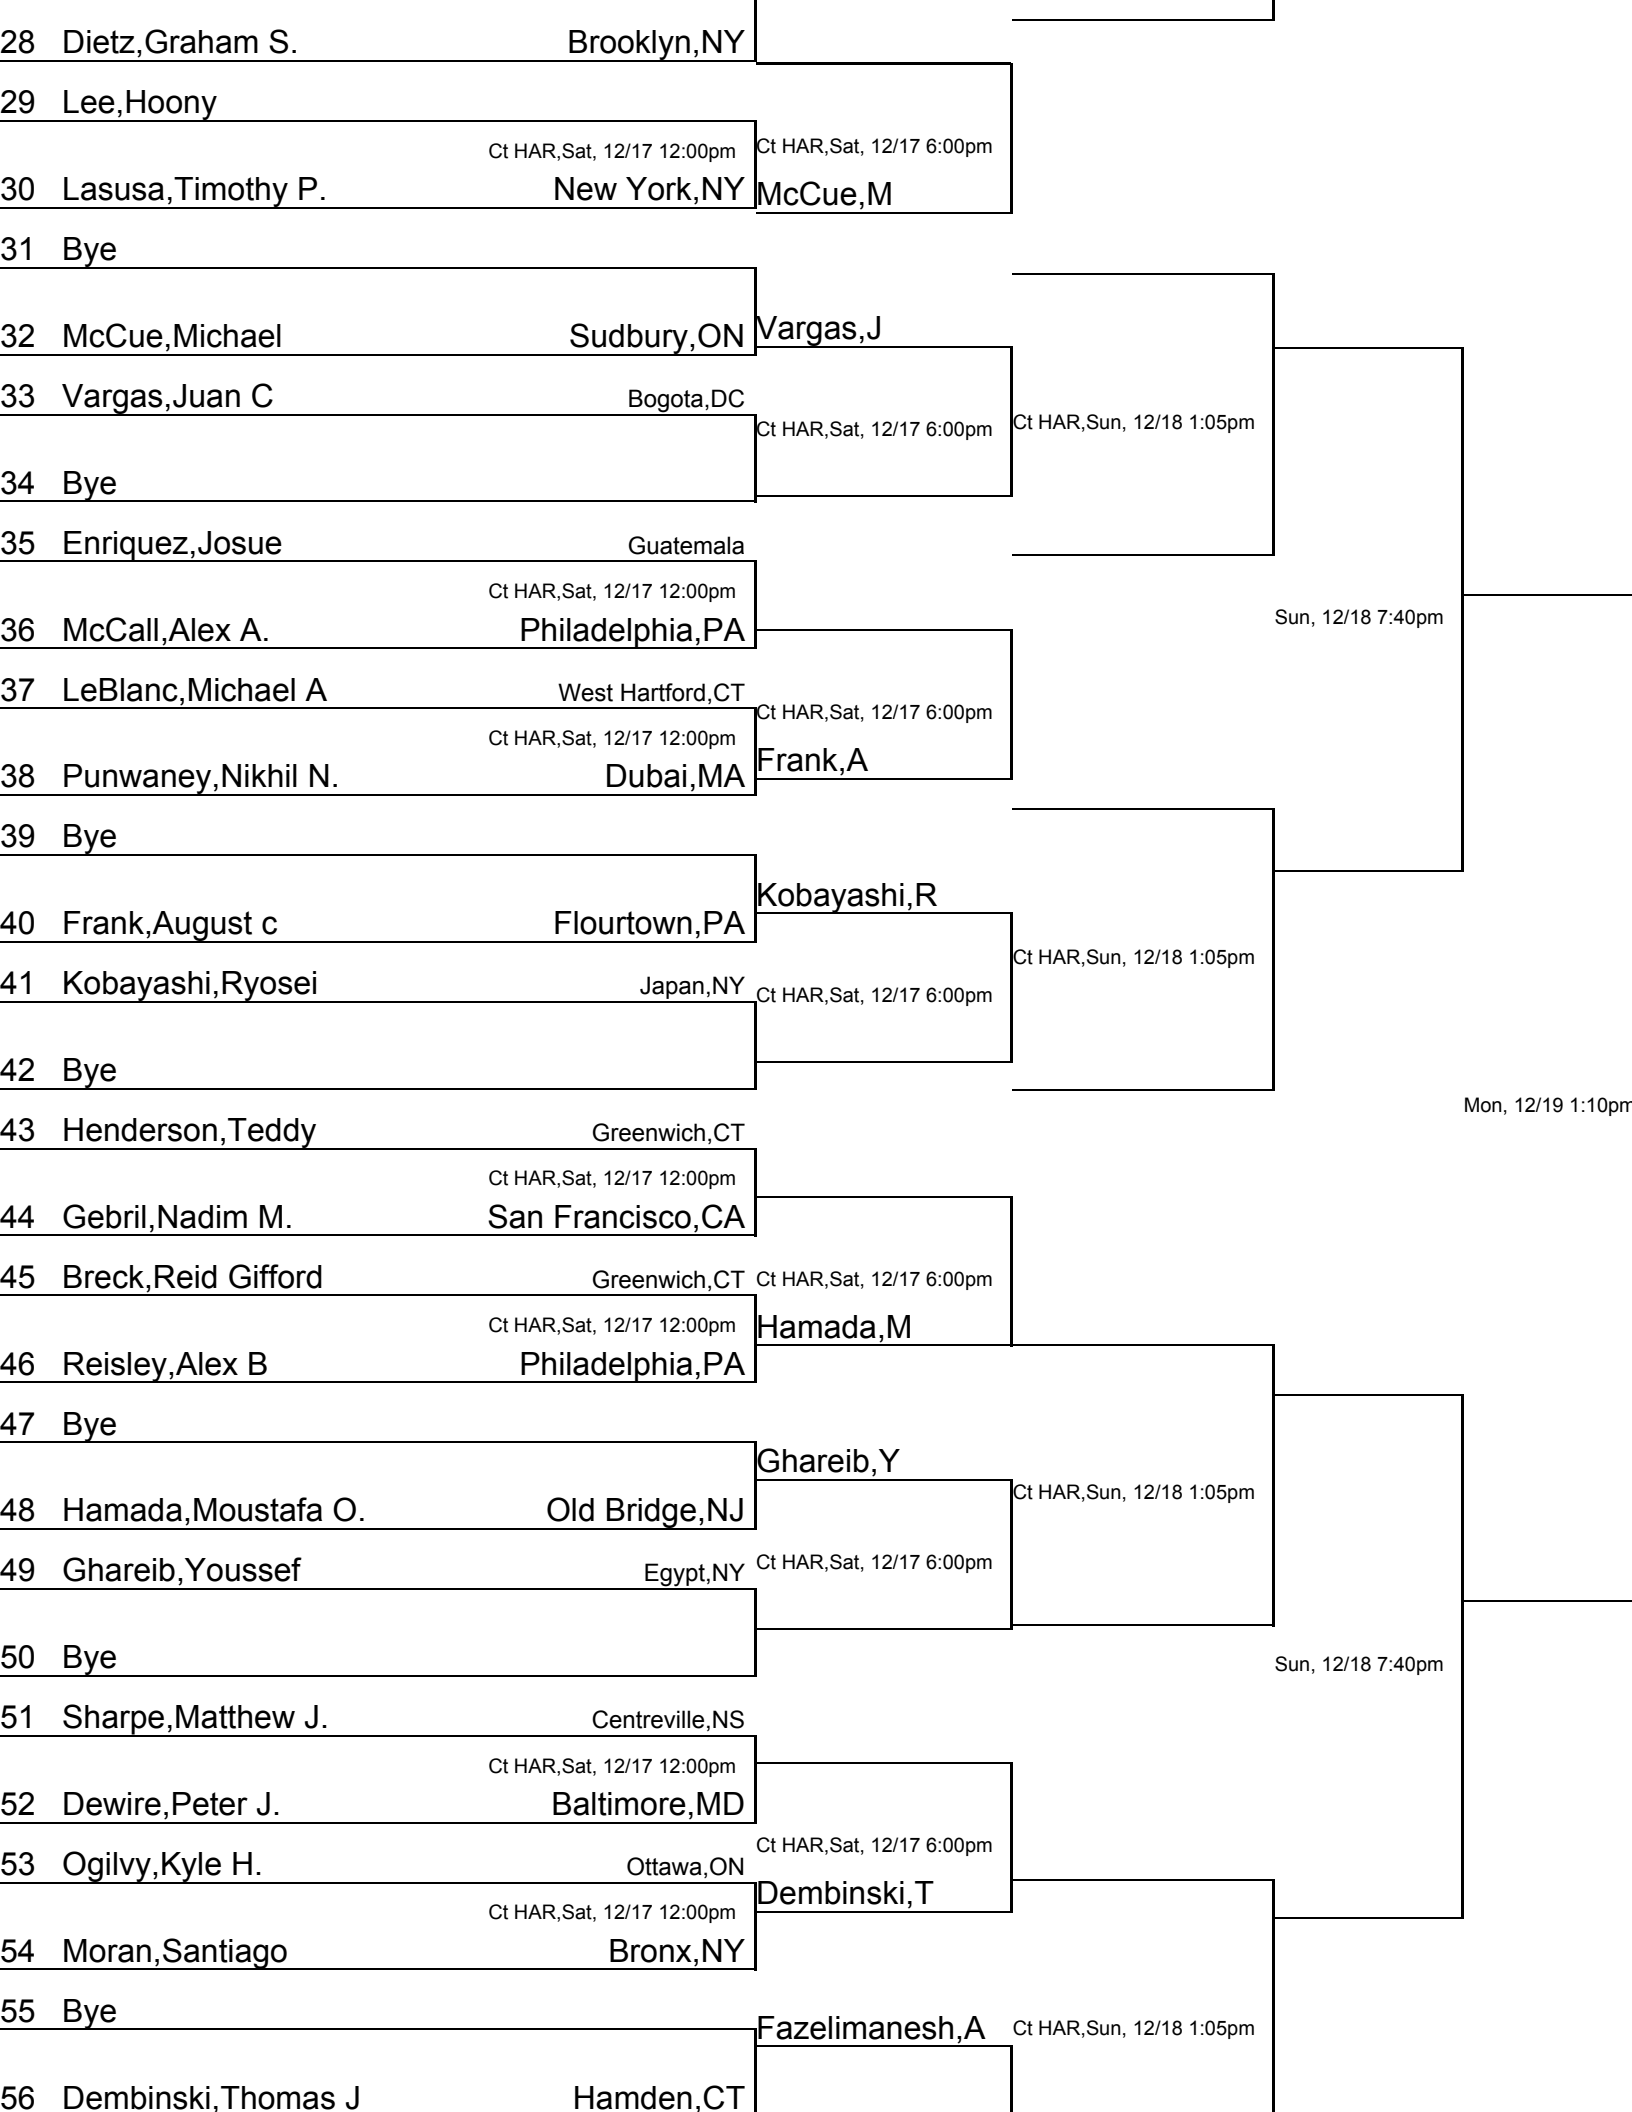 28 Dietz,Graham S. Brooklyn,NY
29 Lee,Hoony
Ct HAR,Sat, 12/17 12:00pm Ct HAR,Sat, 12/17 6:00pm
30 Lasusa,Timothy P. New York,NY McCue,M
31 Bye
32 McCue,Michael Sudbury,ON Vargas,J
33 Vargas,Juan C Bogota,DC
Ct HAR,Sat, 12/17 6:00pm Ct HAR,Sun, 12/18 1:05pm
34 Bye
35 Enriquez,Josue Guatemala
Ct HAR,Sat, 12/17 12:00pm
Sun, 12/18 7:40pm
36 McCall,Alex A. Philadelphia,PA
37 LeBlanc,Michael A West Hartford,CT
Ct HAR,Sat, 12/17 6:00pm
Ct HAR,Sat, 12/17 12:00pm
Frank,A
38 Punwaney,Nikhil N. Dubai,MA
39 Bye
Kobayashi,R
40 Frank,August c Flourtown,PA
Ct HAR,Sun, 12/18 1:05pm
41 Kobayashi,Ryosei Japan,NY Ct HAR,Sat, 12/17 6:00pm
42 Bye
Mon, 12/19 1:10pm
43 Henderson,Teddy Greenwich,CT
Ct HAR,Sat, 12/17 12:00pm
44 Gebril,Nadim M. San Francisco,CA
45 Breck,Reid Gifford Greenwich,CT Ct HAR,Sat, 12/17 6:00pm
Ct HAR,Sat, 12/17 12:00pm Hamada,M
46 Reisley,Alex B Philadelphia,PA
47 Bye
Ghareib,Y
Ct HAR,Sun, 12/18 1:05pm
48 Hamada,Moustafa O. Old Bridge,NJ
49 Ghareib,Youssef Egypt,NY Ct HAR,Sat, 12/17 6:00pm
50 Bye
Sun, 12/18 7:40pm
51 Sharpe,Matthew J. Centreville,NS
Ct HAR,Sat, 12/17 12:00pm
52 Dewire,Peter J. Baltimore,MD
Ct HAR,Sat, 12/17 6:00pm
53 Ogilvy,Kyle H. Ottawa,ON
Dembinski,T
Ct HAR,Sat, 12/17 12:00pm
54 Moran,Santiago Bronx,NY
55 Bye
Fazelimanesh,A Ct HAR,Sun, 12/18 1:05pm
56 Dembinski,Thomas J Hamden,CT